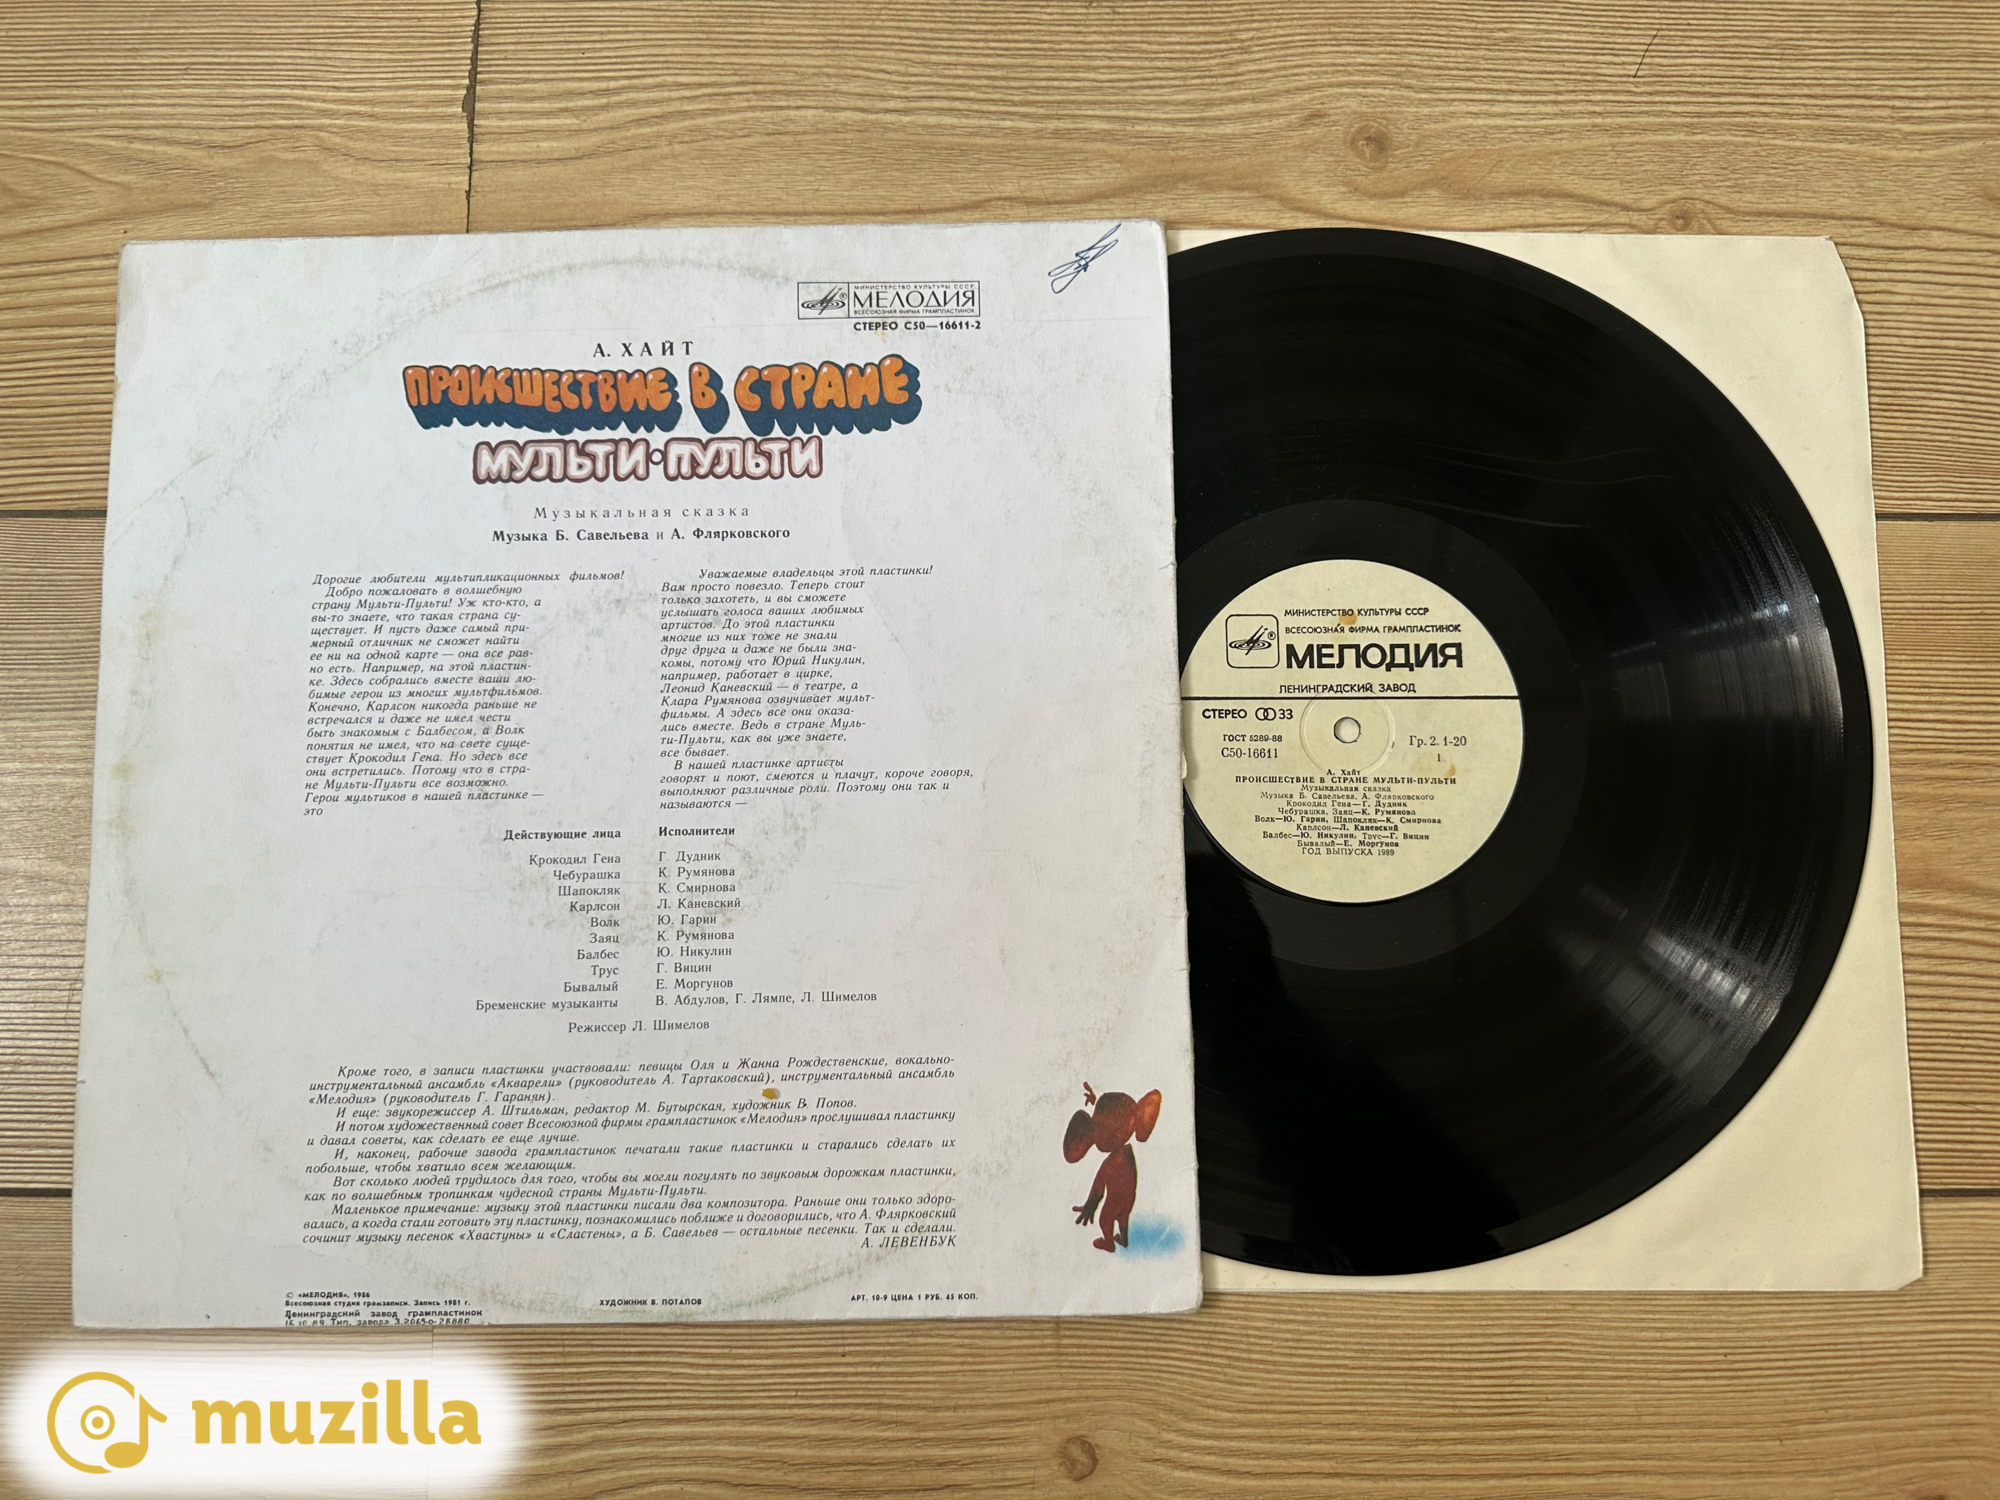 МИНИСТЕРСТВО КУЛЬТУРЫ СССР
МЕЛОДИЯ
ВСЕСОЮЗНАЯ ФИРМА ГРАМПЛАСТИНОК
СТЕРЕО С50—16611-2
А. ХАЙТ
ПРОИСШЕСТВИЕ В СТРАНЕ
МУЛЬТИ-ПУЛЬТИ
Музыкальная сказка
Музыка Б. Савельева и А. Флярковского
Дорогие любители мультипликационных фильмов!
Добро пожаловать в волшебную
страну Мульти-Пульти! Уж кто-кто, а
вы-то знаете, что такая страна су-
ществует. И пусть даже самый при-
мерный отличник не сможет найти
ее ни на одной карте — она все рав-
но есть. Например, на этой пластин-
ке. Здесь собрались вместе ваши лю-
бимые герои из многих мультфильмов.
Конечно, Карлсон никогда раньше не
встречался и даже не имел чести
быть знакомым с Балбесом, а Волк
понятия не имел, что на свете суще-
ствует Крокодил Гена. Но здесь все
они встретились. Потому что в стра-
не Мульти-Пульти все возможно.
Герои мультиков в нашей пластинке —
это
Уважаемые владельцы этой пластинки!
Вам просто повезло. Теперь стоит
только захотеть, и вы сможете
услышать голоса ваших любимых
артистов. До этой пластинки
многие из них тоже не знали
друг друга и даже не были зна-
комы, потому что Юрий Никулин,
например, работает в цирке,
Леонид Каневский — в театре, а
Клара Румянова озвучивает мульт-
фильмы. А здесь все они оказа-
лись вместе. Ведь в стране Муль-
ти-Пульти, как вы уже знаете,
все бывает.
В нашей пластинке артисты
говорят и поют, смеются и плачут, короче говоря,
выполняют различные роли. Поэтому они так и
называются —
Действующие лица Исполнители
Крокодил Гена Г. Дудник
Чебурашка К. Румянова
Шапокляк К. Смирнова
Карлсон Л. Каневский
Волк Ю. Гарин
Заяц К. Румянова
Балбес Ю. Никулин
Трус Г. Вицин
Бывалый Е. Моргунов
Бременские музыканты В. Абдулов, Г. Лямпе, Л. Шимелов
Режиссер Л. Шимелов
Кроме того, в записи пластинки участвовали: певицы Оля и Жанна Рождественские, вокально-
инструментальный ансамбль «Акварели» (руководитель А. Тартаковский), инструментальный ансамбль
«Мелодия» (руководитель Г. Гаранян).
И еще: звукорежиссер А. Штильман, редактор М. Бутырская, художник В. Попов.
И потом художественный совет Всесоюзной фирмы грампластинок «Мелодия» прослушивал пластинку
и давал советы, как сделать ее еще лучше.
И, наконец, рабочие завода грампластинок печатали такие пластинки и старались сделать их
побольше, чтобы хватило всем желающим.
Вот сколько людей трудилось для того, чтобы вы могли погулять по звуковым дорожкам пластинки,
как по волшебным тропинкам чудесной страны Мульти-Пульти.
Маленькое примечание: музыку этой пластинки писали два композитора. Раньше они только здоро-
вались, а когда стали готовить эту пластинку, познакомились поближе и договорились, что А. Флярковский
сочинит музыку песенок «Хвастуны» и «Сластены», а Б. Савельев — остальные песенки. Так и сделали.
А. ЛЕВЕНБУК
© «МЕЛОДИЯ», 1986
Всесоюзная студия грамзаписи. Запись 1981 г.
Ленинградский завод грампластинок
16.10.89 Тип. завода З.2065-0-28880
ХУДОЖНИК В. ПОТАПОВ
АРТ. 10-9 ЦЕНА 1 РУБ. 45 КОП.
МИНИСТЕРСТВО КУЛЬТУРЫ СССР
ВСЕСОЮЗНАЯ ФИРМА ГРАМПЛАСТИНОК
МЕЛОДИЯ
ЛЕНИНГРАДСКИЙ ЗАВОД
СТЕРЕО 33
ГОСТ 5289-88
С50-16611
Гр. 2. 1-20
1
А. Хайт
ПРОИСШЕСТВИЕ В СТРАНЕ МУЛЬТИ-ПУЛЬТИ
Музыкальная сказка
Музыка Б. Савельева, А. Флярковского
Крокодил Гена—Г. Дудник
Чебурашка, Заяц—К. Румянова
Волк—Ю. Гарин, Шапокляк—К. Смирнова
Карлсон—Л. Каневский
Балбес—Ю. Никулин, Трус—Г. Вицин
Бывалый—Е. Моргунов
ГОД ВЫПУСКА 1989
muzilla